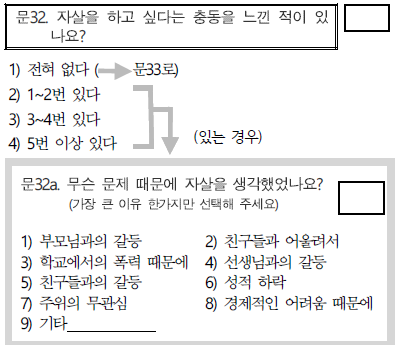 문32. 자살을 하고 싶다는 충동을 느낀 적이 있
나요?
1) 전혀 없다 ( 문33로)
2) 1~2번 있다
3) 3~4번 있다
4) 5번 이상 있다
(있는 경우)
문32a. 무슨 문제 때문에 자살을 생각했었나요?
(가장 큰 이유 한가지만 선택해 주세요)
1) 부모님과의 갈등 2) 친구들과 어울려서
3) 학교에서의 폭력 때문에 4) 선생님과의 갈등
5) 친구들과의 갈등 6) 성적 하락
7) 주위의 무관심 8) 경제적인 어려움 때문에
9) 기타____________